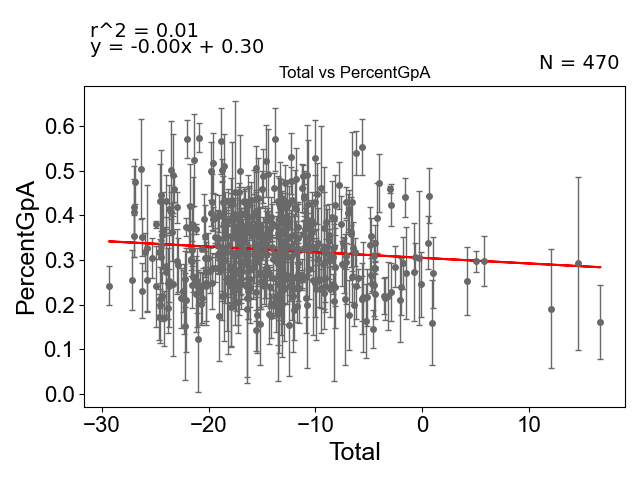 r^2 = 0.01
y = -0.00x + 0.30
N = 470
Total vs PercentGpA
PercentGpA
0.6
0.5
0.4
0.3
0.2
0.1
0.0
−30
−20
−10
0
10
Total